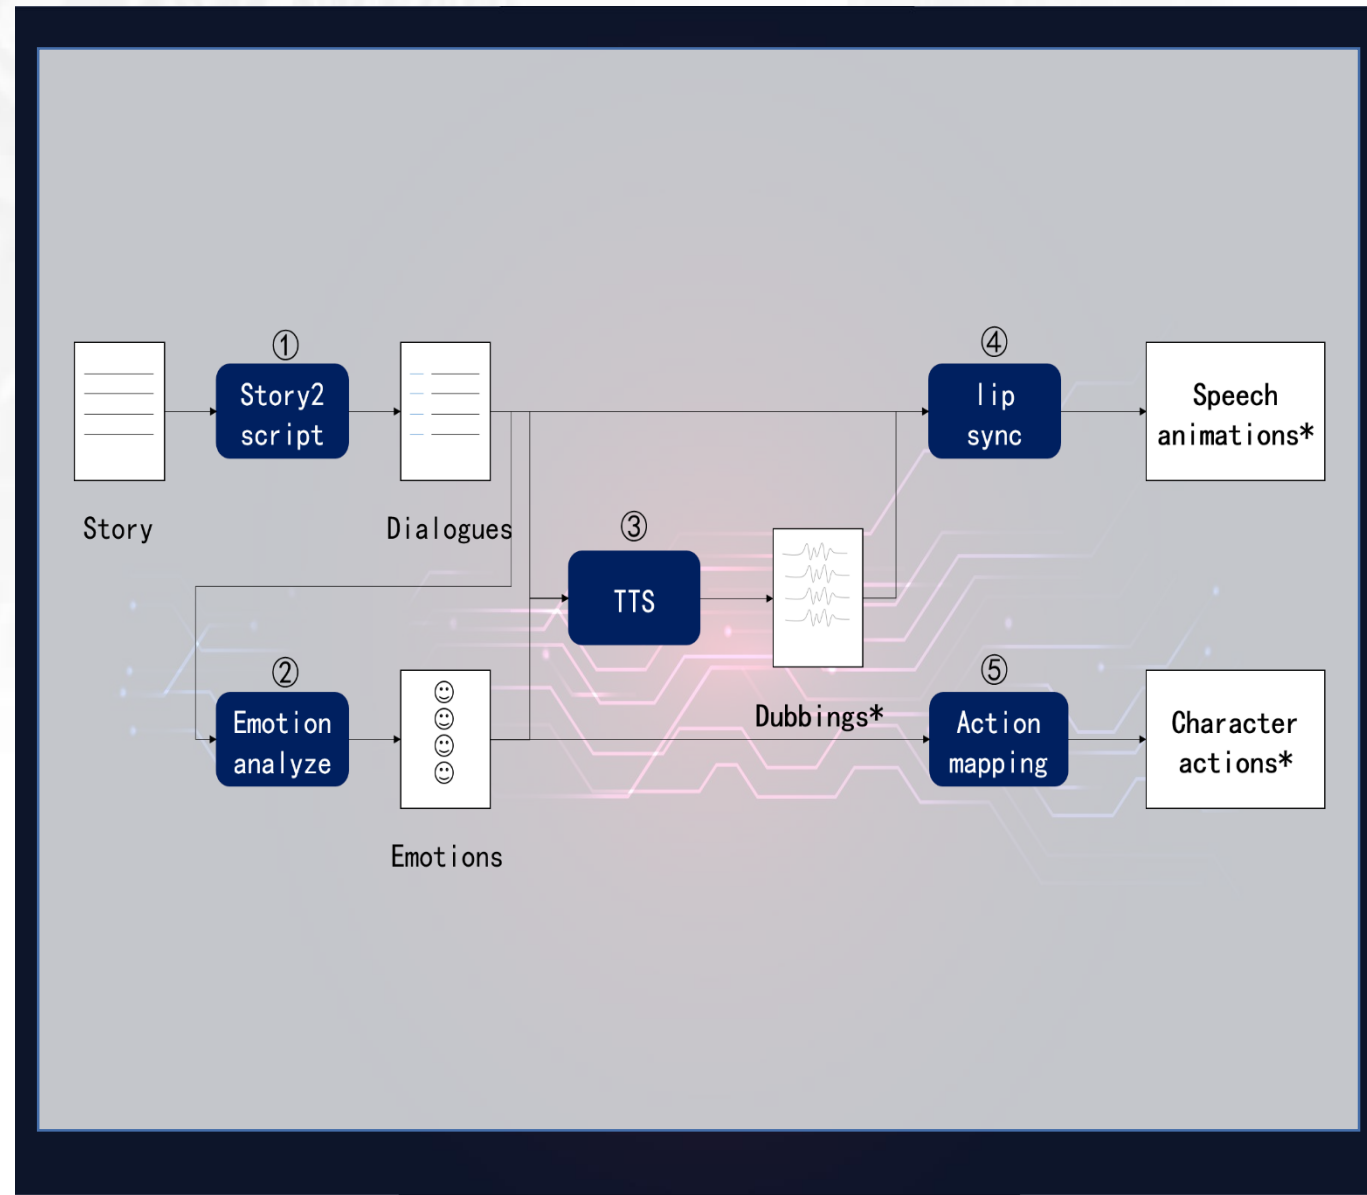 ①
Story2
script
Story
Dialogues
②
Emotion
analyze
Emotions
③
TTS
Dubbings*
④
lip
sync
Speech
animations*
⑤
Action
mapping
Character
actions*